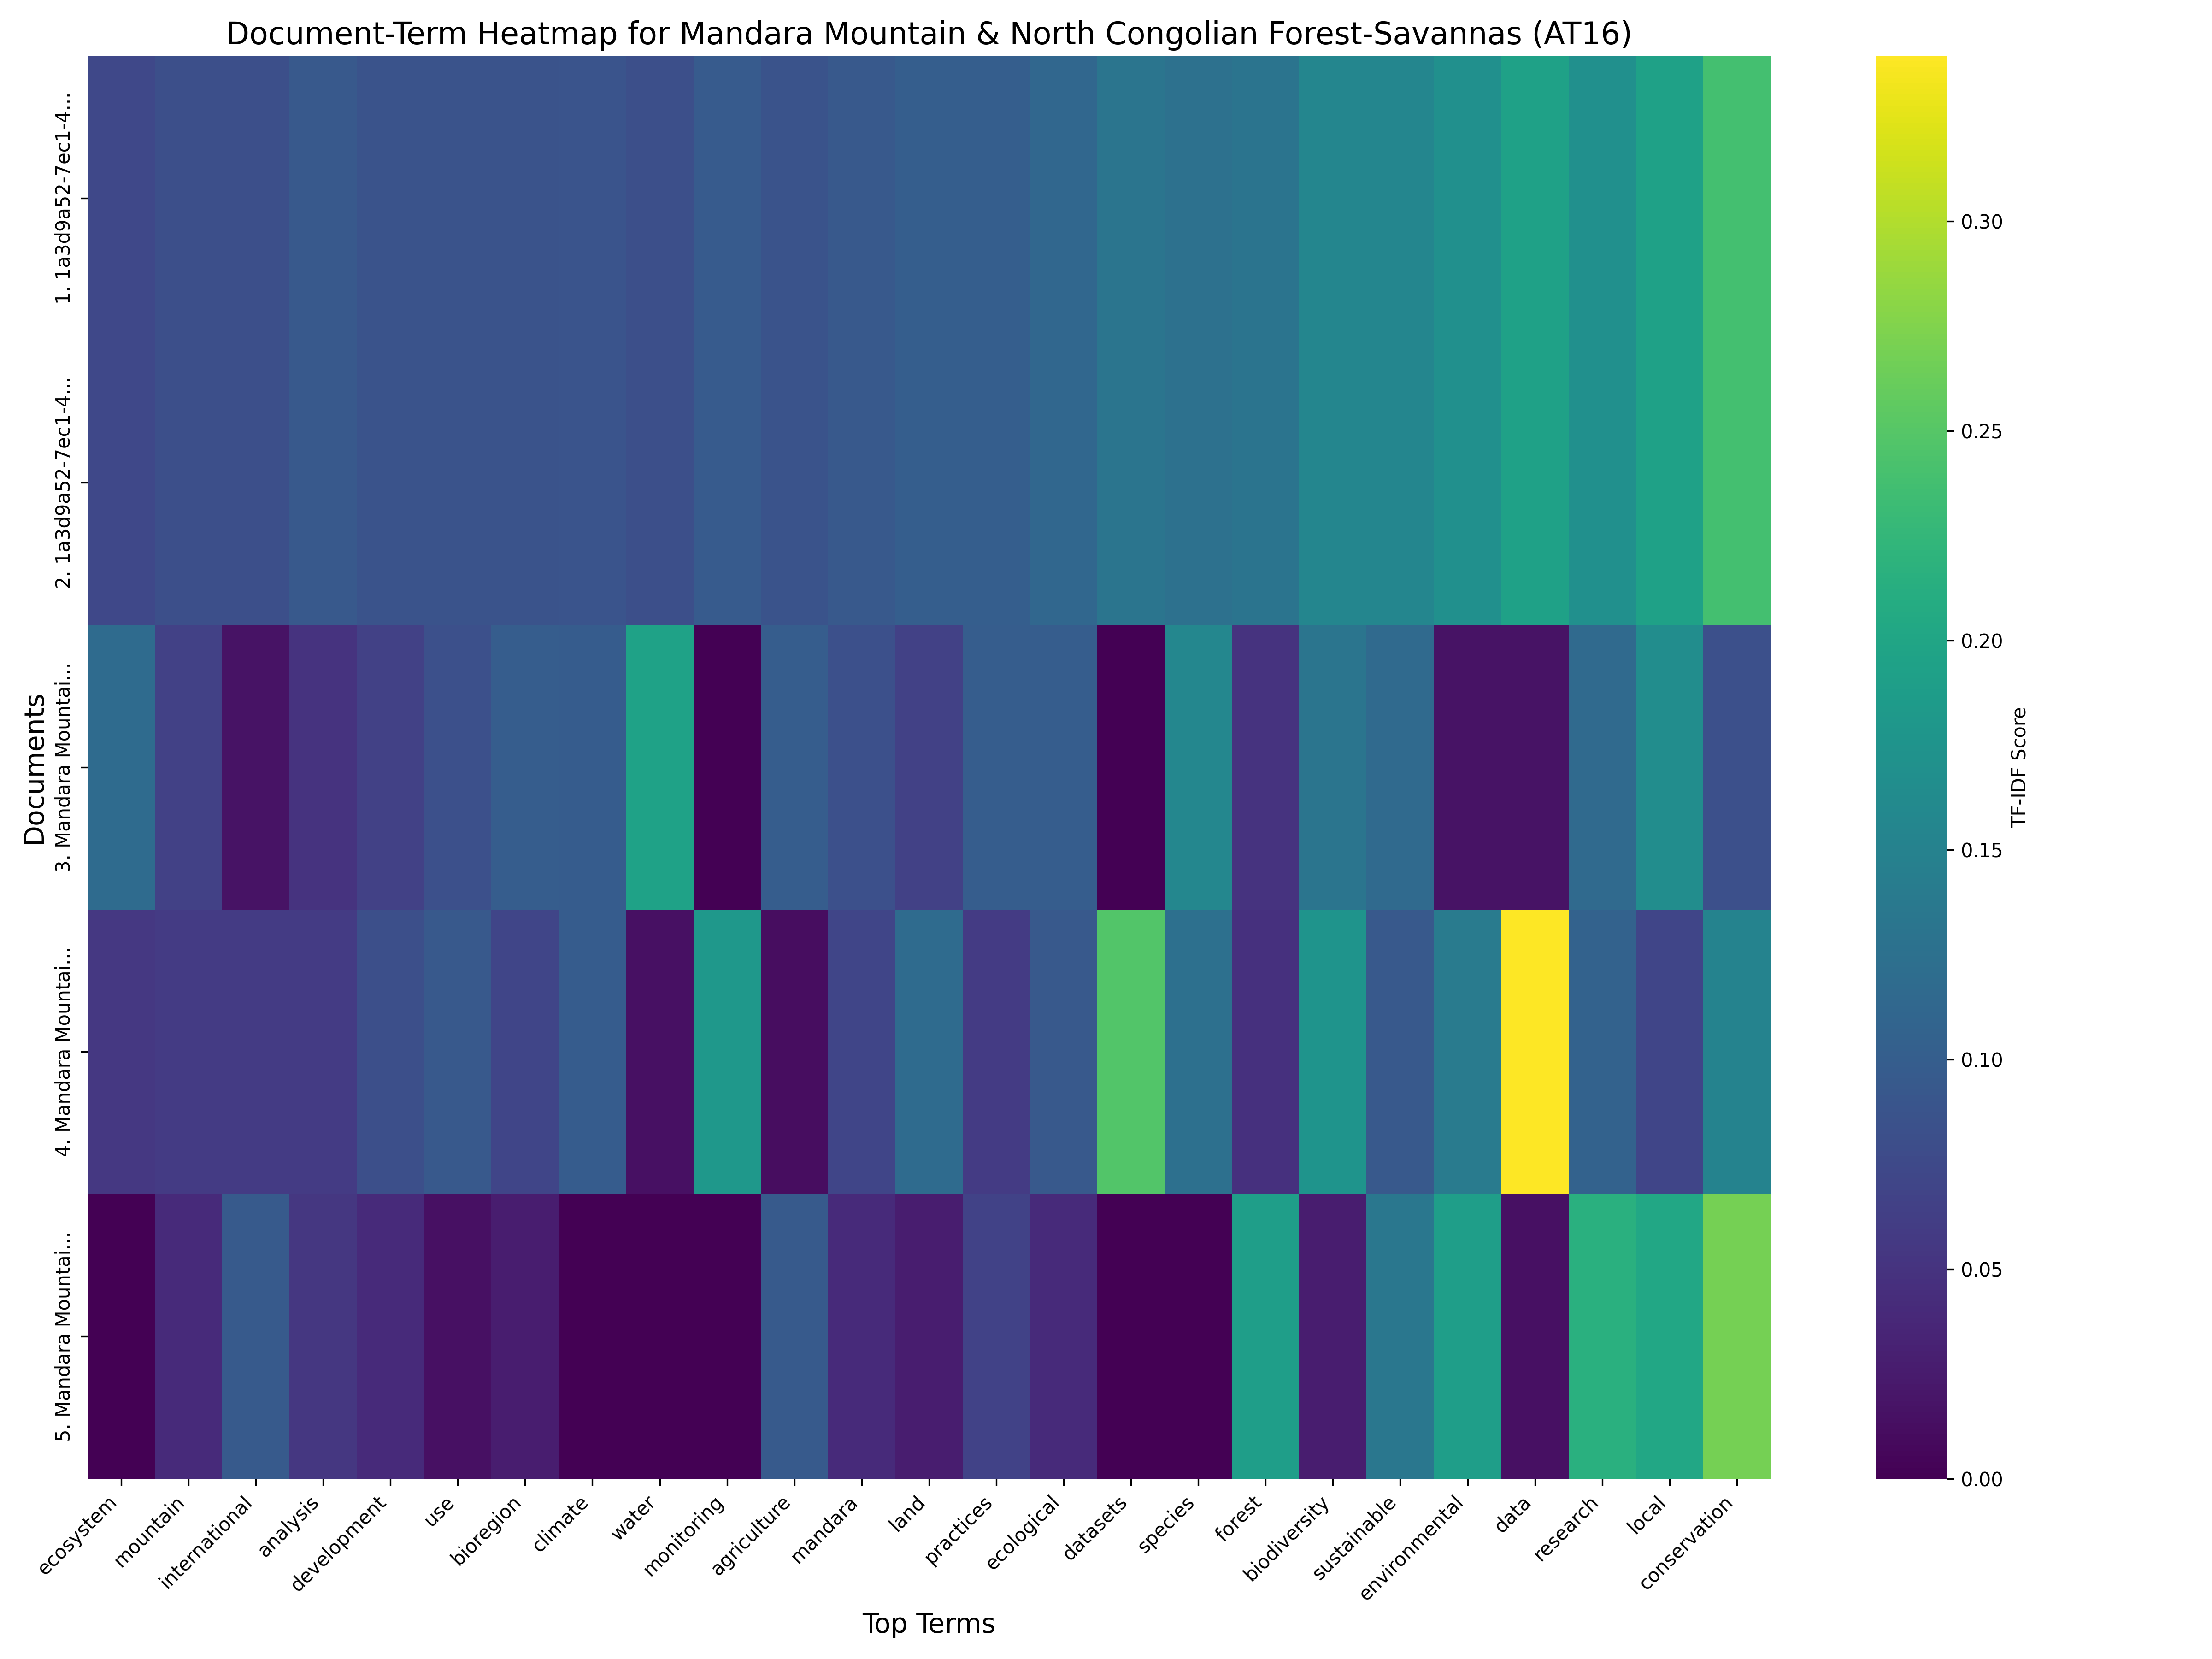 Document-Term Heatmap for Mandara Mountain & North Congolian Forest-Savannas (AT16)
Documents
1. 1a3d9a52-7ec1-4...
2. 1a3d9a52-7ec1-4...
3. Mandara Mountai...
4. Mandara Mountai...
5. Mandara Mountai...
ecosystem
mountain
international
analysis
development
use
bioregion
climate
water
monitoring
agriculture
mandara
land
practices
ecological
datasets
species
forest
biodiversity
sustainable
environmental
data
research
local
conservation
Top Terms
0.30
0.25
0.20
0.15
0.10
0.05
0.00
TF-IDF Score